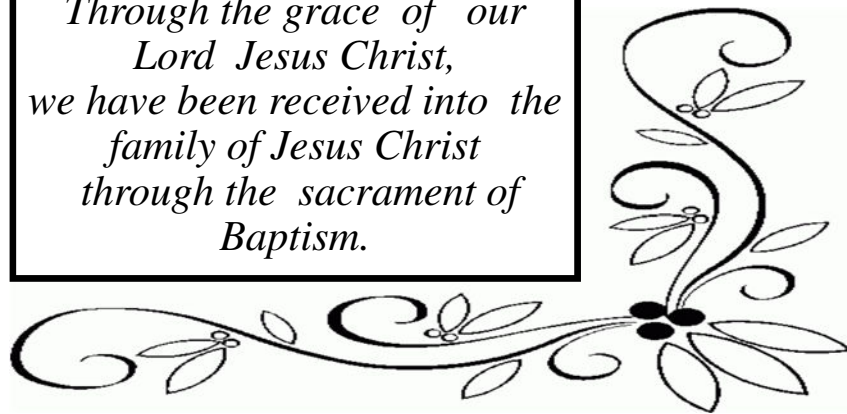 Through the grace of our
Lord Jesus Christ,
we have been received into the
family of Jesus Christ
through the sacrament of
Baptism.